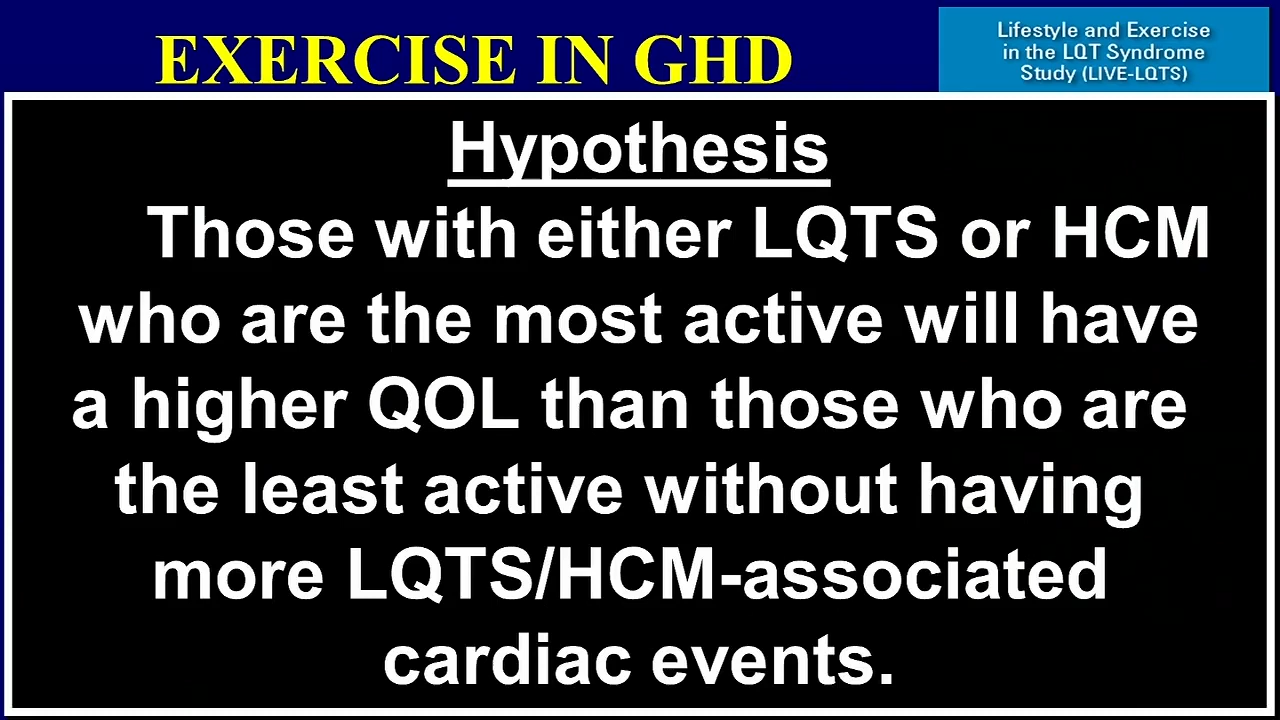 EXERCISE IN GHD
Lifestyle and Exercise
in the LQT Syndrome
Study (LIVE-LQTS)
Hypothesis
Those with either LQTS or HCM
who are the most active will have
a higher QOL than those who are
the least active without having
more LQTS/HCM-associated
cardiac events.